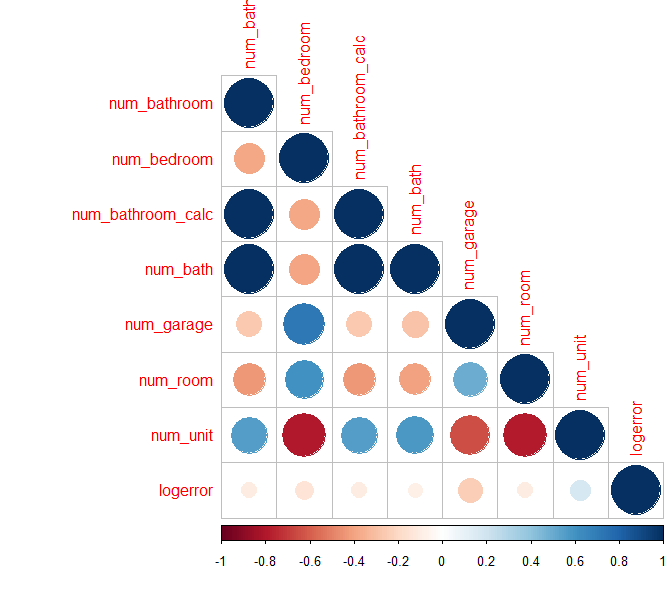 num_bath
num_bedroom
num_bathroom_calc
num_bath
num_garage
num_room
num_unit
logerror
num_bathroom
num_bedroom
num_bathroom_calc
num_bath
num_garage
num_room
num_unit
logerror
-1 -0.8 -0.6 -0.4 -0.2 0 0.2 0.4 0.6 0.8 1